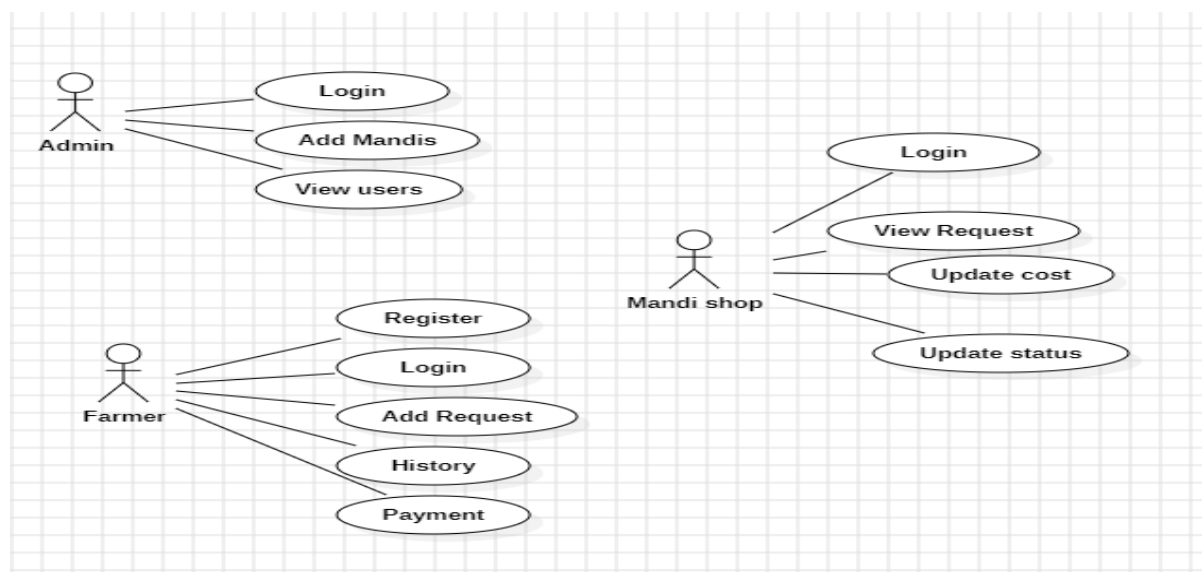 Admin
Login
Add Mandis
View users
Farmer
Register
Login
Add Request
History
Payment
Mandi shop
Login
View Request
Update cost
Update status